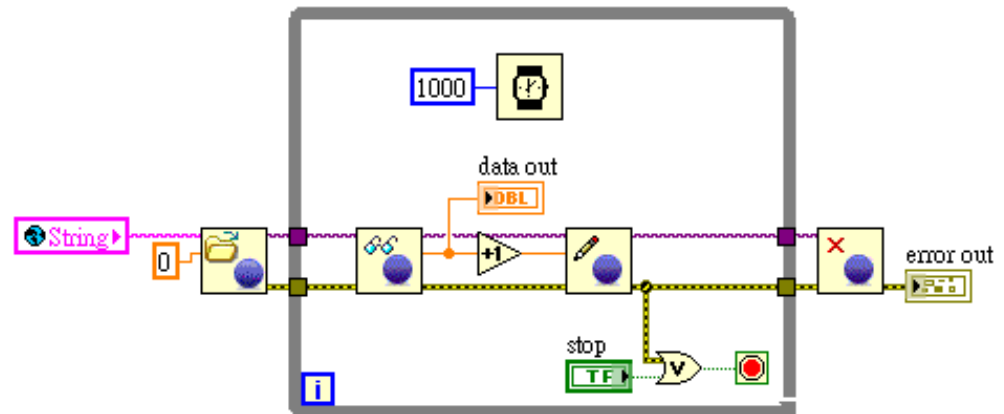 1000
data out
DBL
String
0
+1
error out
stop
TF
V
i